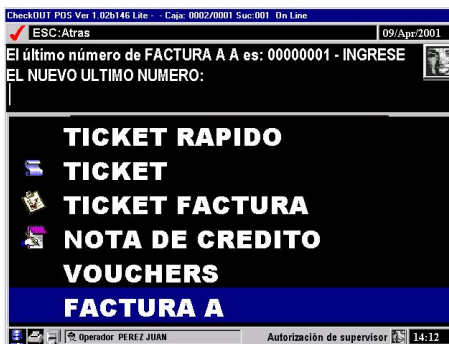 CheckOUT POS Ver 1.02b146 Lite - - Caja: 0002/0001 Suc:001 On Line
ESC:Atras 09/Apr/2001
El último número de FACTURA A A es: 00000001 - INGRESE
EL NUEVO ULTIMO NUMERO:
TICKET RAPIDO
TICKET
TICKET FACTURA
NOTA DE CREDITO
VOUCHERS
FACTURA A
Operador PEREZ JUAN Autorización de supervisor 14:12